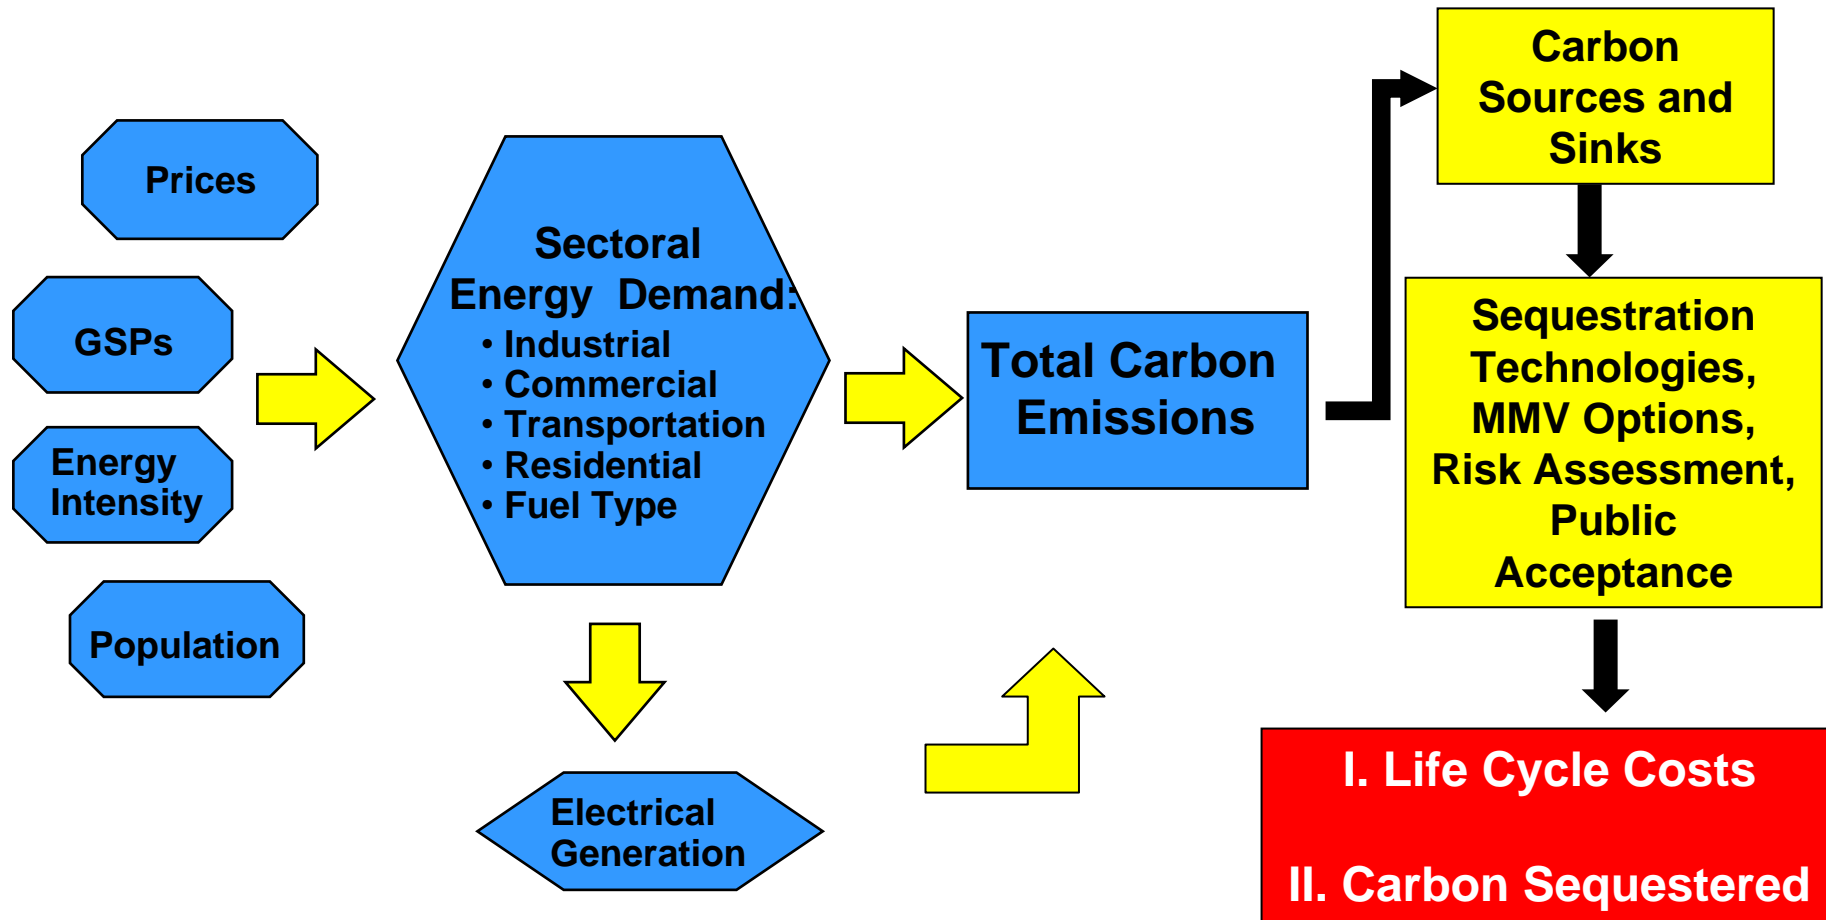 Prices
GSPs
Energy
Intensity
Population
Sectoral
Energy Demand:
• Industrial
• Commercial
• Transportation
• Residential
• Fuel Type
Electrical
Generation
Total Carbon
Emissions
Carbon
Sources and
Sinks
Sequestration
Technologies,
MMV Options,
Risk Assessment,
Public
Acceptance
I. Life Cycle Costs
II. Carbon Sequestered